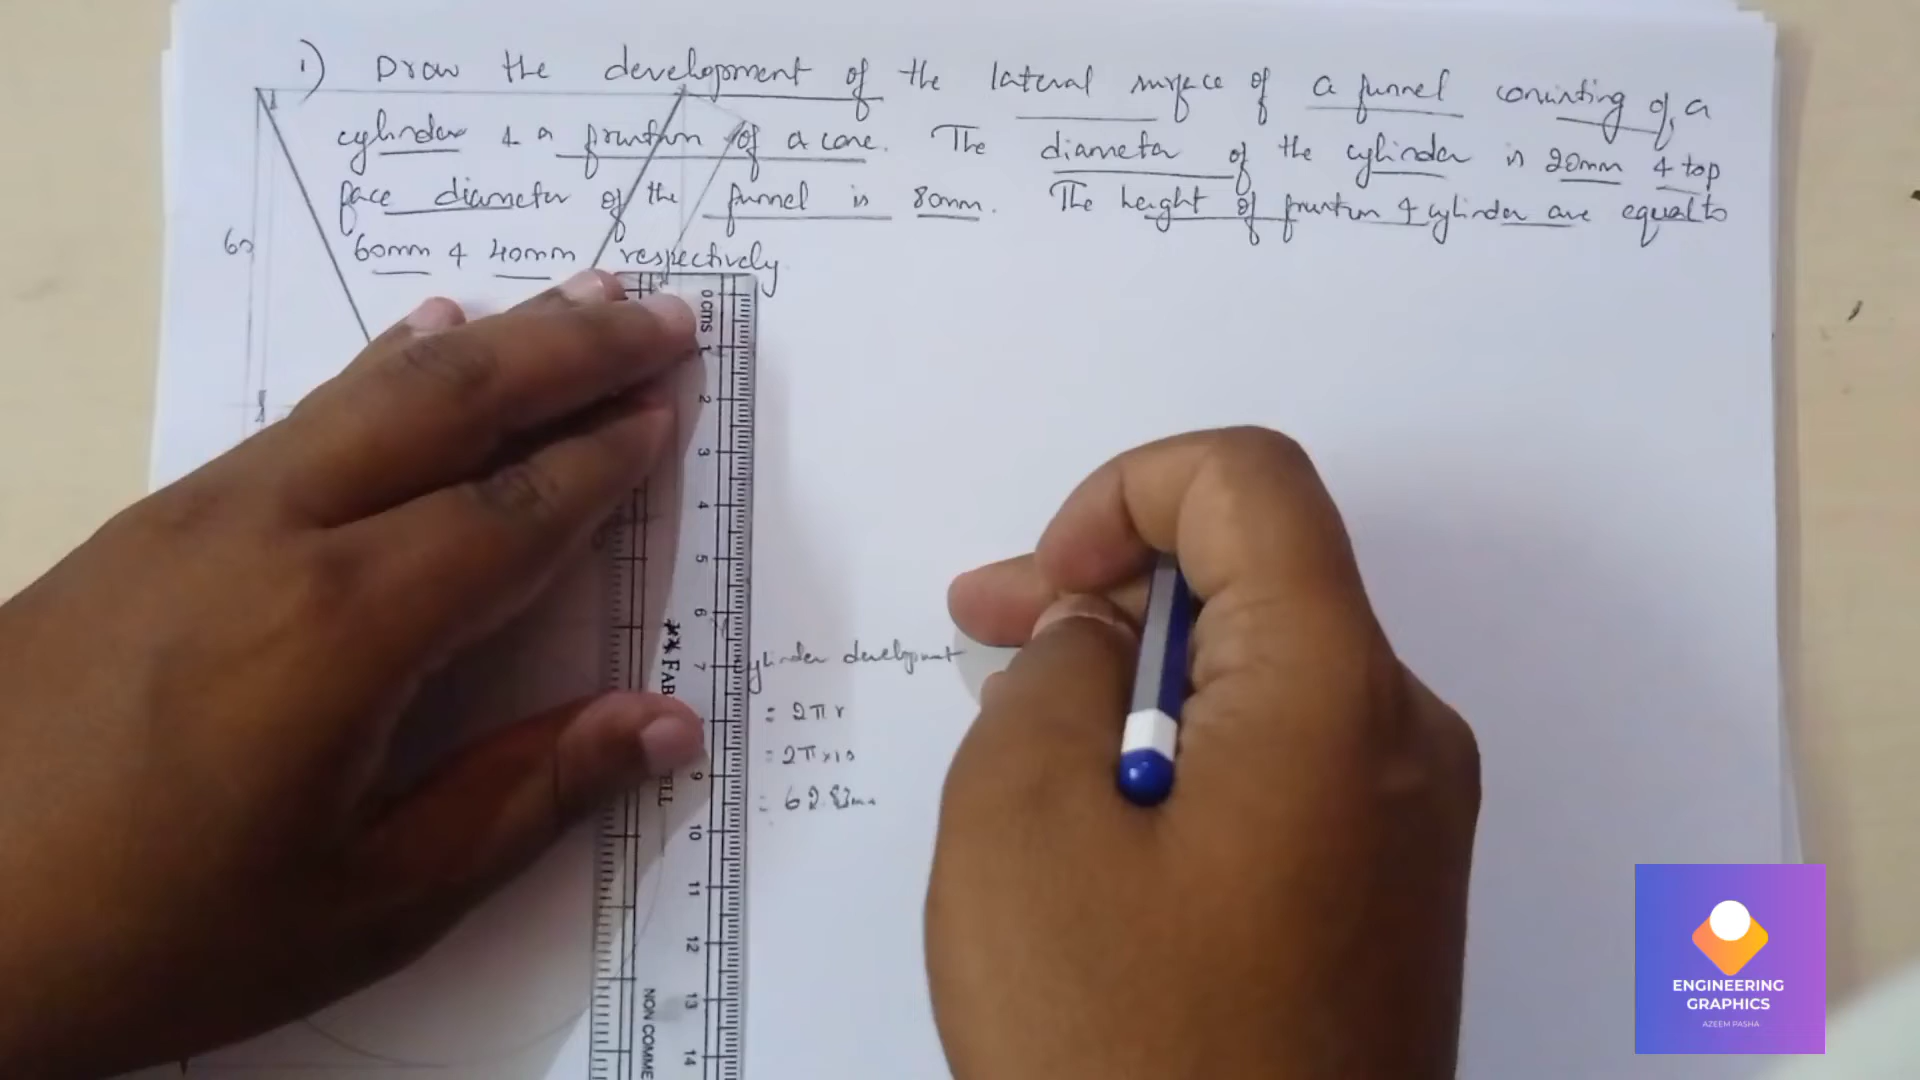 1) Draw the development of the lateral surface of a funnel consisting of a
cylinder & a frustum of a cone. The diameter of the cylinder is 20mm & top
face diameter of the funnel is 80mm. The height of frustum & cylinder are equal to
60mm & 40mm respectively
60
0 cms 1 2 3 4 5 6 7 9 10 11 12 13 14
FAB ELL
NON COMME
ylinder development
= 2πr
= 2π×10
= 62.83mm
ENGINEERING
GRAPHICS
AZEEM PASHA